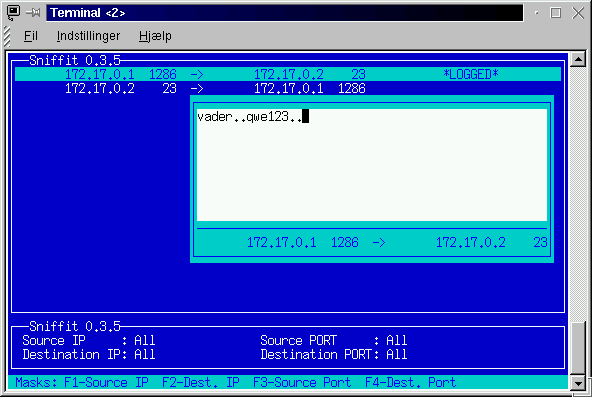 Terminal <2>
Fil Indstillinger Hjælp
Sniffit 0.3.5
172.17.0.1 1286 -> 172.17.0.2 23 *LOGGED*
172.17.0.2 23 -> 172.17.0.1 1286
vader..qwe123..
172.17.0.1 1286 -> 172.17.0.2 23
Sniffit 0.3.5
Source IP : All Source PORT : All
Destination IP: All Destination PORT: All
Masks: F1-Source IP F2-Dest. IP F3-Source Port F4-Dest. Port